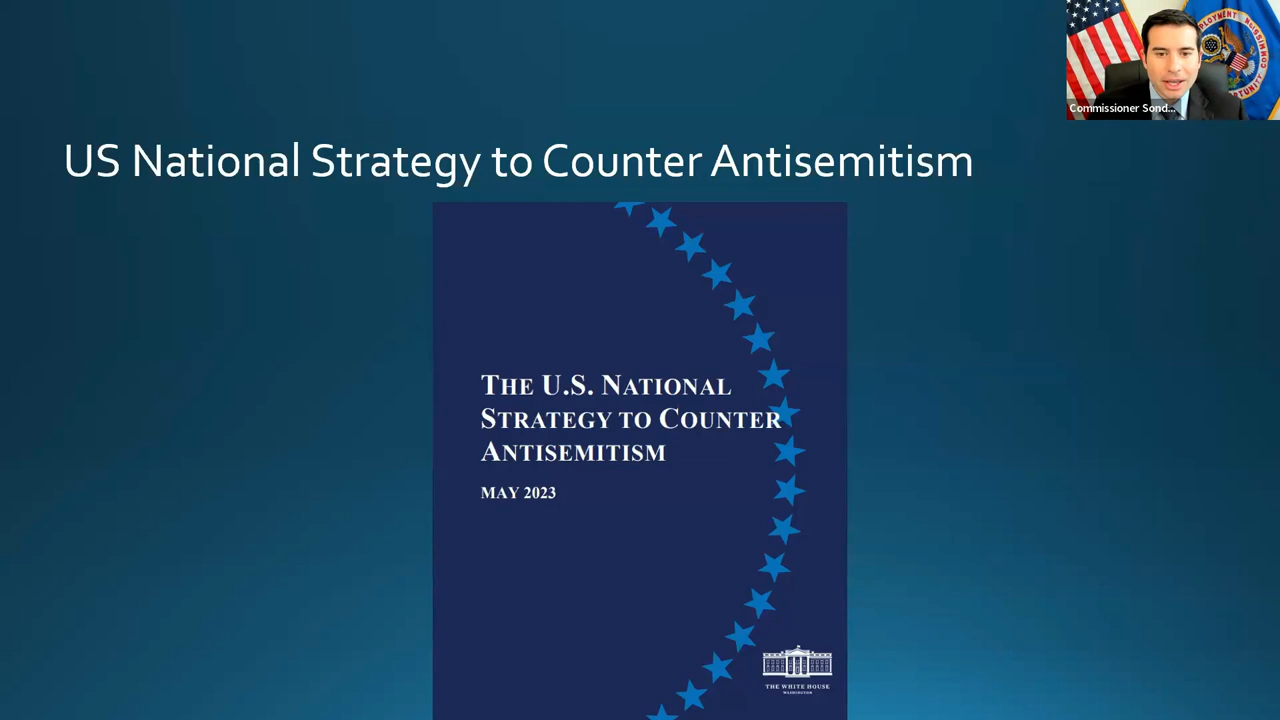 Commissioner Sond...
US National Strategy to Counter Antisemitism
THE U.S. NATIONAL
STRATEGY TO COUNTER
ANTISEMITISM
MAY 2023
THE WHITE HOUSE
WASHINGTON